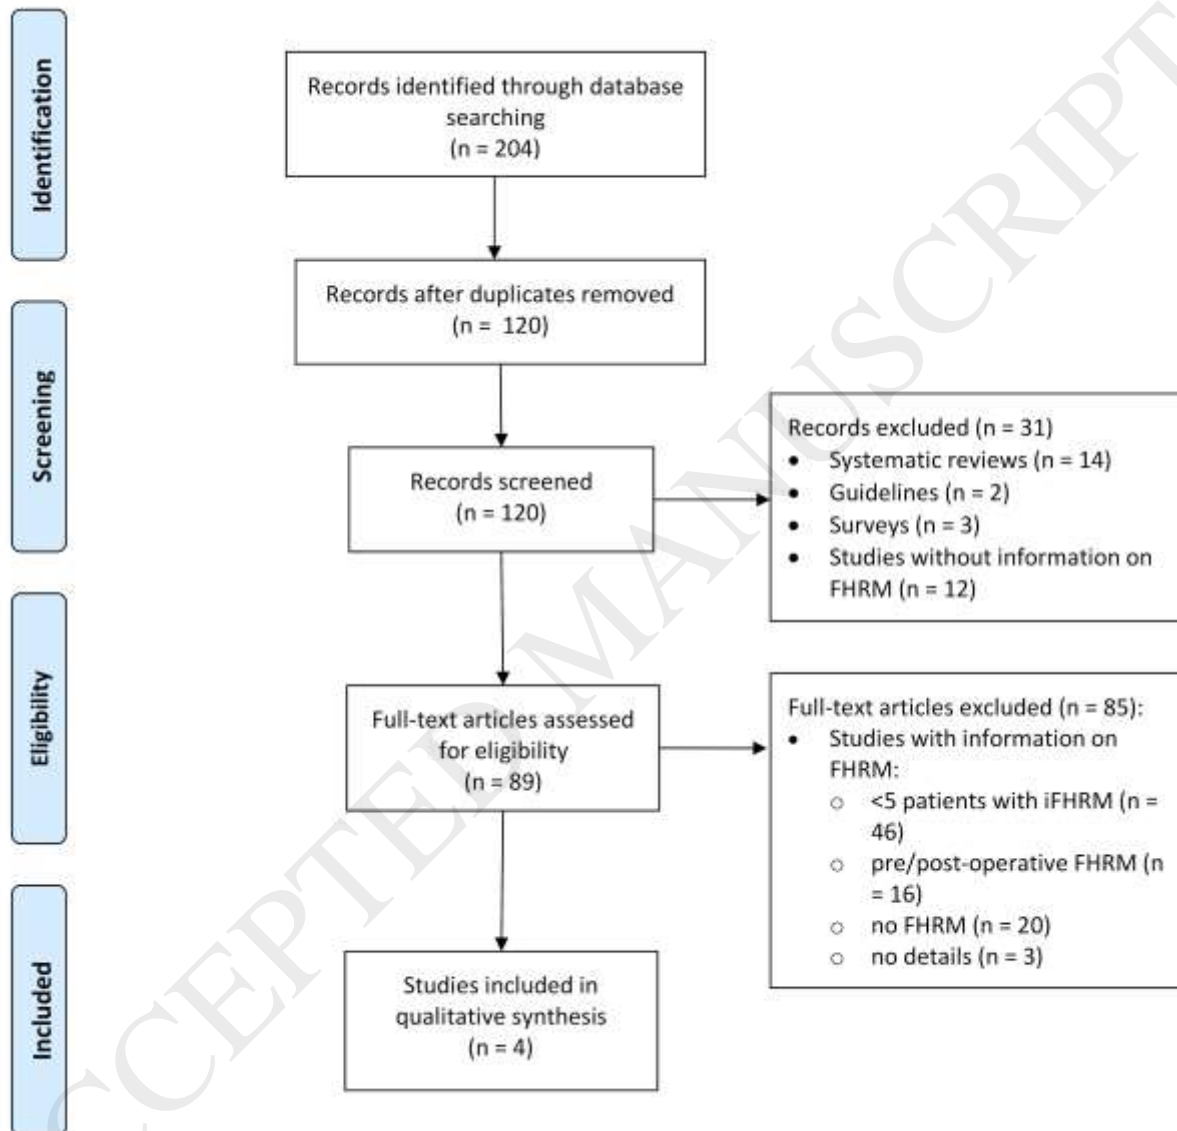 Identification
Records identified through database
searching
(n = 204)
Records after duplicates removed
(n = 120)
Screening
Records screened
(n = 120)
Records excluded (n = 31)
• Systematic reviews (n = 14)
• Guidelines (n = 2)
• Surveys (n = 3)
• Studies without information on
FHRM (n = 12)
Eligibility
Full-text articles assessed
for eligibility
(n = 89)
Full-text articles excluded (n = 85):
• Studies with information on
FHRM:
o <5 patients with iFHRM (n =
46)
o pre/post-operative FHRM (n
= 16)
o no FHRM (n = 20)
o no details (n = 3)
Included
Studies included in
qualitative synthesis
(n = 4)
CCEPTED MANUSCRIPT